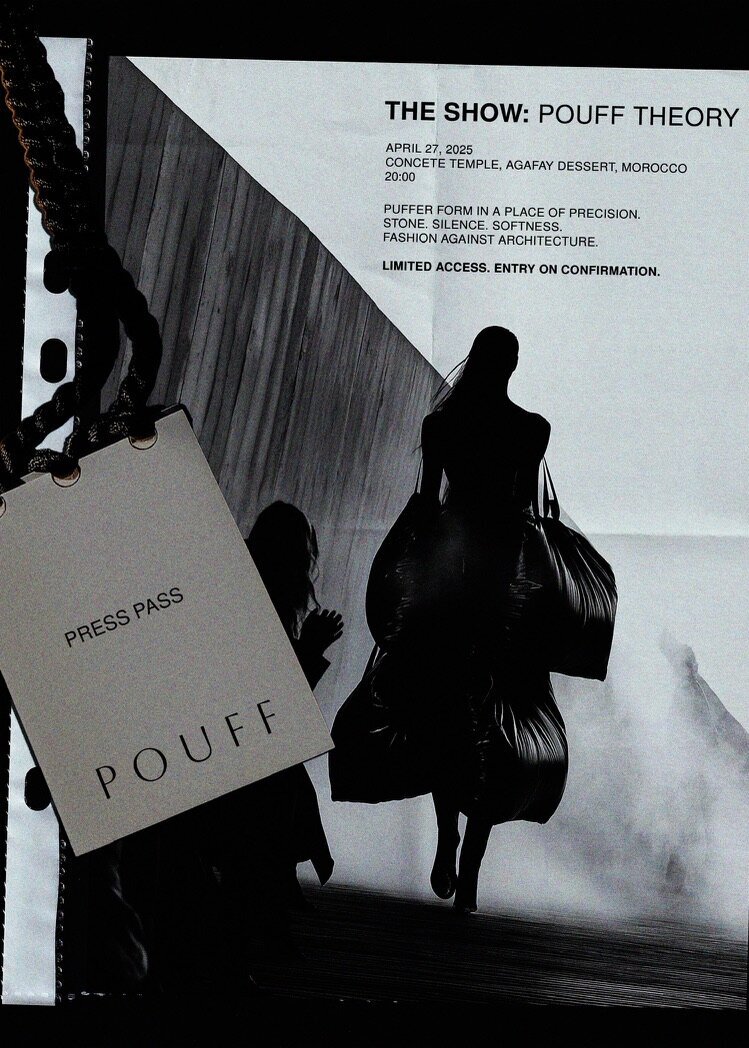 THE SHOW: POUFF THEORY
APRIL 27, 2025
CONCETE TEMPLE, AGAFAY DESSERT, MOROCCO
20:00
PUFFER FORM IN A PLACE OF PRECISION.
STONE. SILENCE. SOFTNESS.
FASHION AGAINST ARCHITECTURE.
LIMITED ACCESS. ENTRY ON CONFIRMATION.
PRESS PASS
POUFF